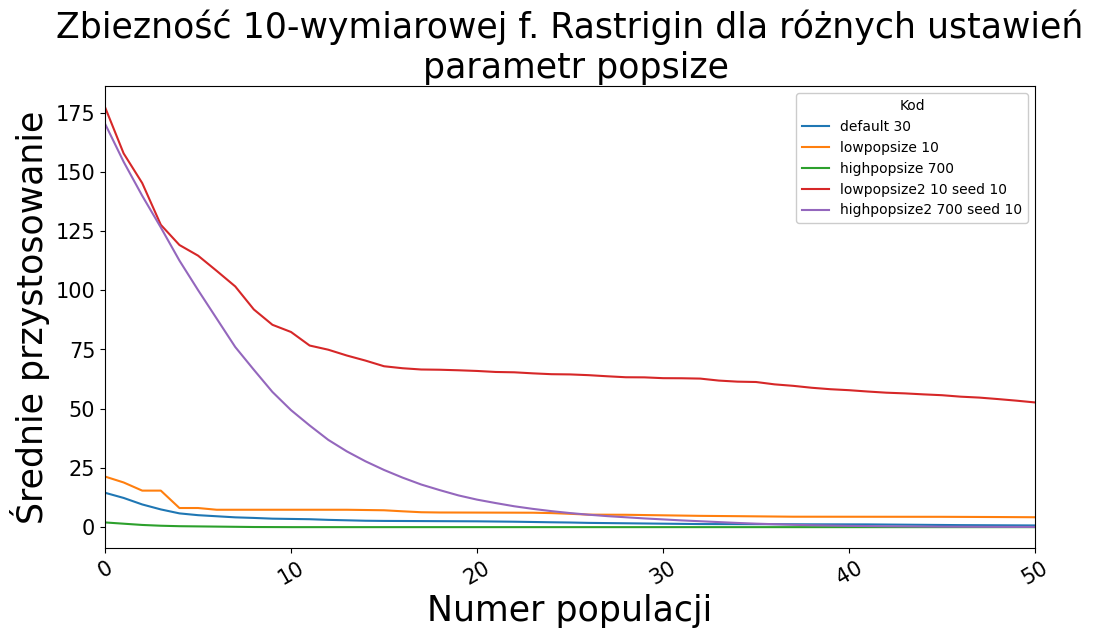 Zbiezność 10-wymiarowej f. Rastrigin dla różnych ustawień
parametr popsize
Średnie przystosowanie
175
150
125
100
75
50
25
0
Kod
default 30
lowpopsize 10
highpopsize 700
lowpopsize2 10 seed 10
highpopsize2 700 seed 10
0
10
20
30
40
50
Numer populacji